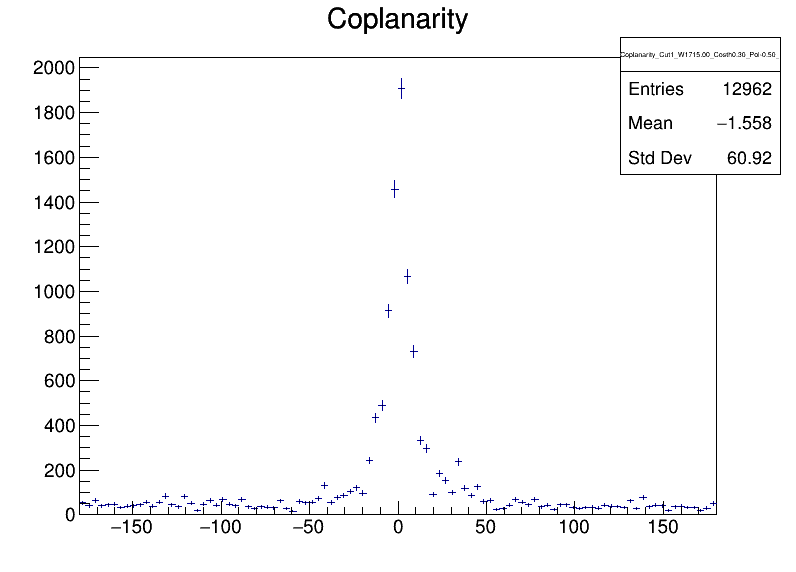 Coplanarity
Coplanarity_Cut1_W1715.00_Costh0.30_Pol-0.50_
Entries 12962
Mean −1.558
Std Dev 60.92
2000
1800
1600
1400
1200
1000
800
600
400
200
0
−150 −100 −50 0 50 100 150